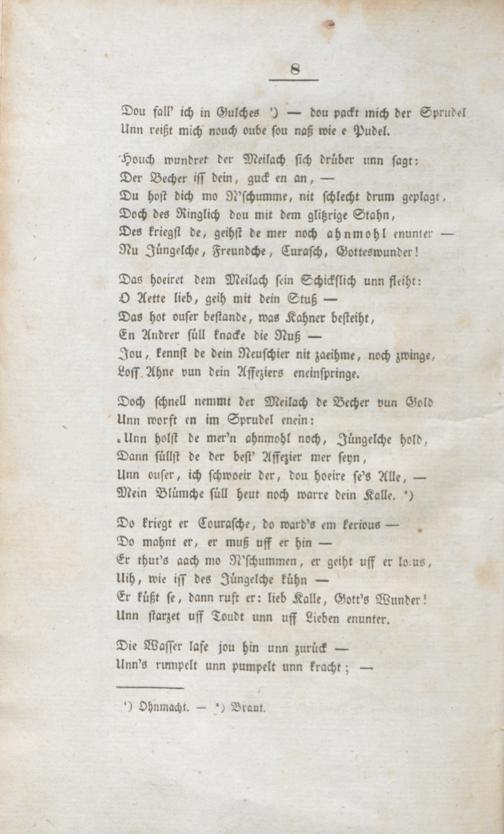 8
Dou fall' ich in Gulches ¹) — dou packt mich der Sprudel
Unn reißt mich nouch oube sou naß wie e Pudel.
Houch wundret der Meilach sich drüber unn sagt:
Der Becher iss dein, guck en an, —
Du host dich mo N'schumme, nit schlecht drum geplagt,
Doch des Ringlich dou mit dem glitzrige Stahn,
Des kriegst de, geihst de mer noch ahnmohl enunter —
Nu Jüngelche, Freundche, Curasch, Gotteswunder!
Das hoeiret dem Meilach sein Schickslich unn fleiht:
O Aette lieb, geih mit dein Stuß —
Das hot ouser bestande, was Kahner besteiht,
En Andrer süll knacke die Nuß —
Jou, kennst de dein Neuschier nit zaeihme, noch zwinge,
Loss Ahne vun dein Affeziers eneinspringe.
Doch schnell nemmt der Meilach de Becher vun Gold
Unn worft en im Sprudel enein:
„Unn holst de mer'n ahnmohl noch, Jüngelche hold,
Dann süllst de der best' Affezier mer seyn,
Unn ouser, ich schwoeir der, dou hoeire se's Alle, —
Mein Blümche süll heut noch warre dein Kalle. ²)
Do kriegt er Courasche, do ward's em kerious —
Do mahnt er, er muß uff er hin —
Er thut's aach mo N'schummen, er geiht uff er lo:us,
Uih, wie iss des Jüngelche kühn —
Er küßt se, dann ruft er: lieb Kalle, Gott's Wunder!
Unn starzet uff Toudt unn uff Lieben enunter.
Die Wasser lafe jou hin unn zurück —
Unn's rumpelt unn pumpelt unn kracht; —
¹) Ohnmacht. — ²) Braut.